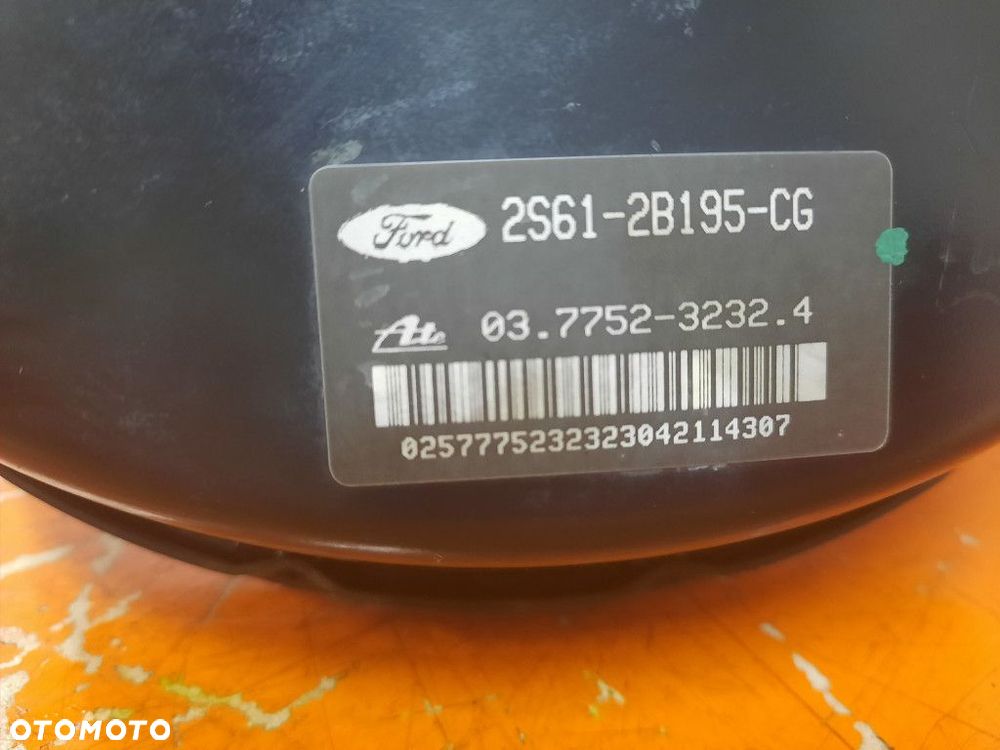 Ford 2S61-2B195-CG
Ate 03.7752-3232.4
0257775232323042114307
OTOMOTO